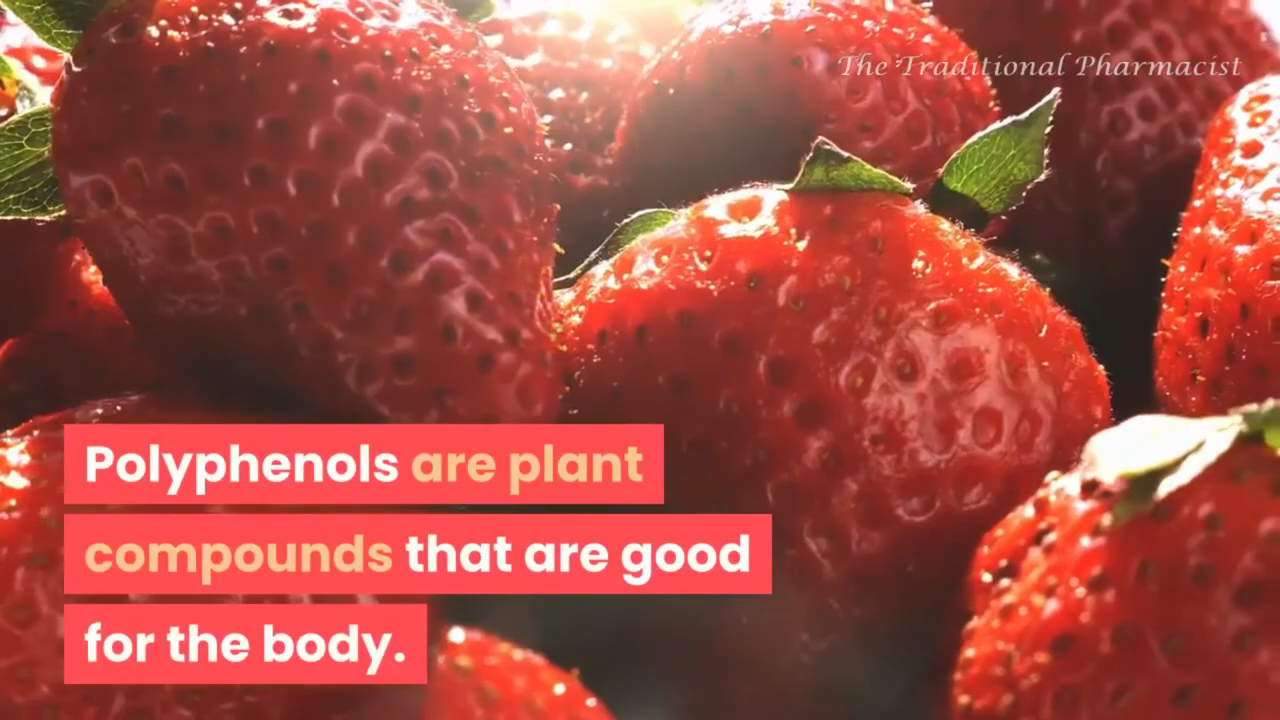 The Traditional Pharmacist
Polyphenols are plant
compounds that are good
for the body.